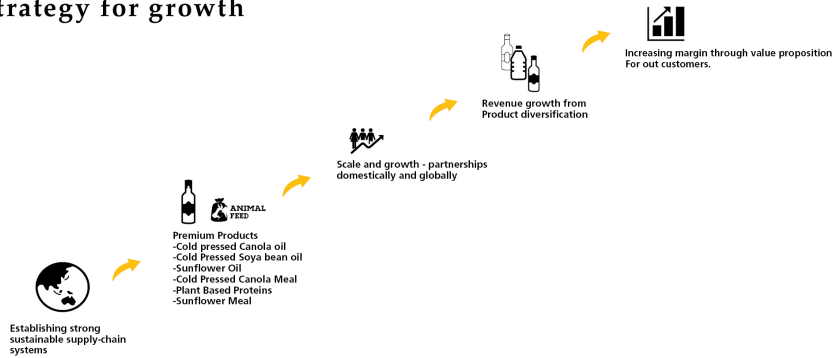 trategy for growth
Increasing margin through value proposition
For out customers.
Revenue growth from
Product diversification
Scale and growth - partnerships
domestically and globally
ANIMAL
FEED
Premium Products
-Cold pressed Canola oil
-Cold Pressed Soya bean oil
-Sunflower Oil
-Cold Pressed Canola Meal
-Plant Based Proteins
-Sunflower Meal
Establishing strong
sustainable supply-chain
systems